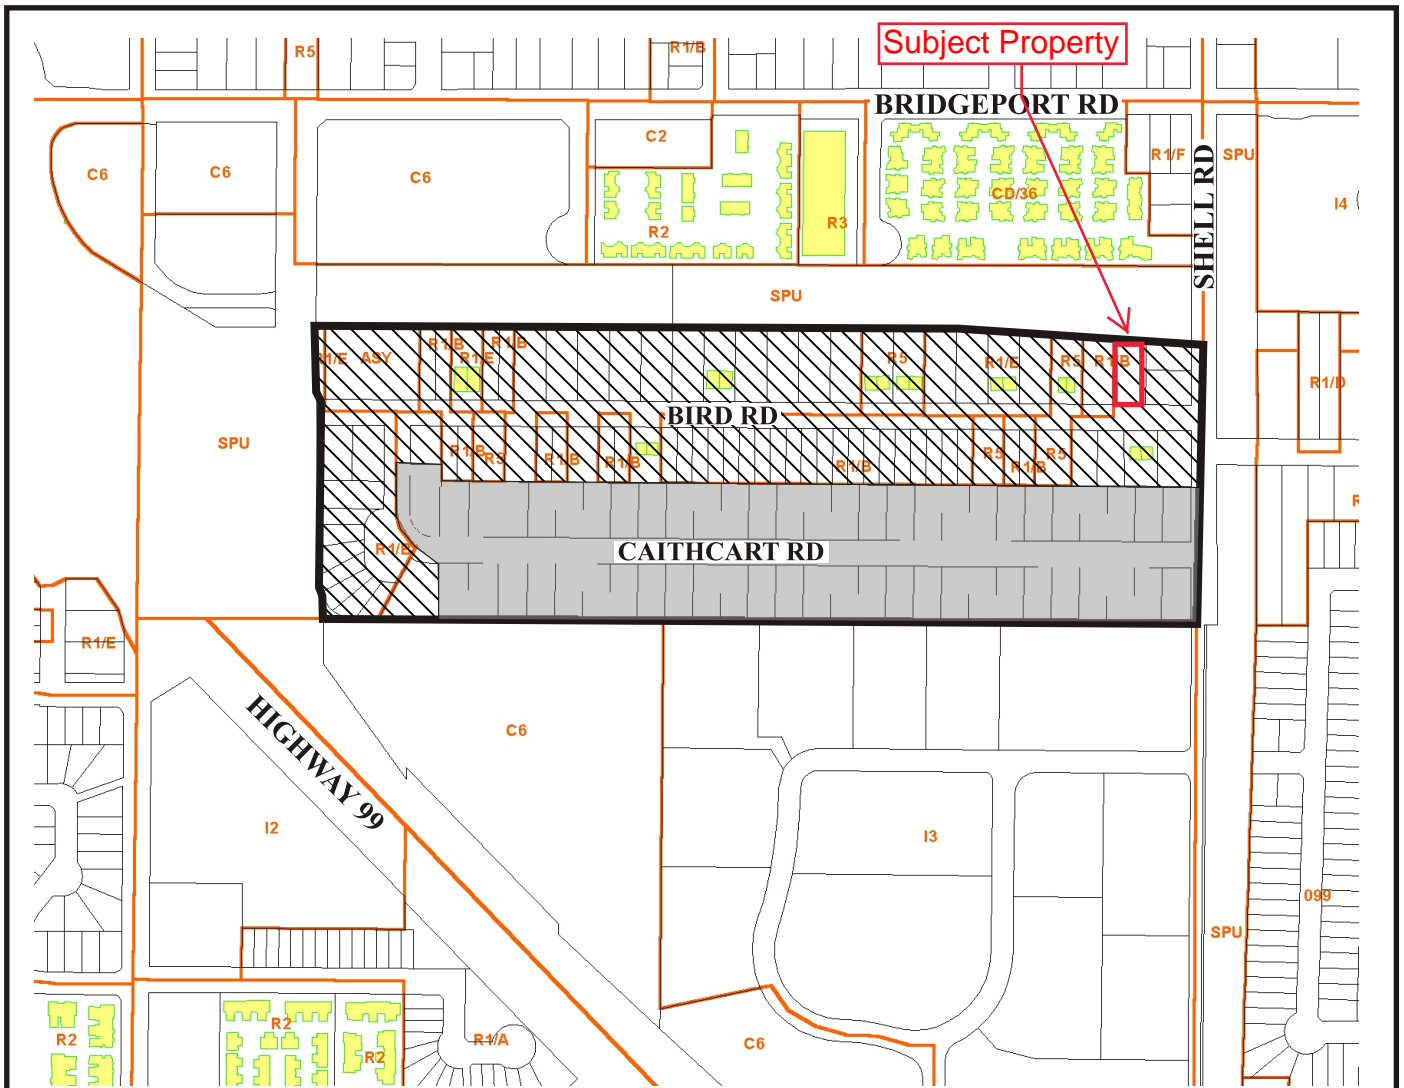 R5
R1/B
Subject Property
BRIDGEPORT RD
C6
C6
C6
C2
R2
R3
CD/36
R1/F
SHELL RD
SPU
I4
SPU
ASY
R1/B
R1/E
R1/B
R5
R1/E
R5
R1/B
R1/D
BIRD RD
SPU
R1/B
R5
R1/B
R1/B
R1/B
R5
R1/B
R5
R1/B
CAITHCART RD
R1/E
HIGHWAY 99
C6
I2
I3
099
SPU
R2
R2
R2
R1/A
C6